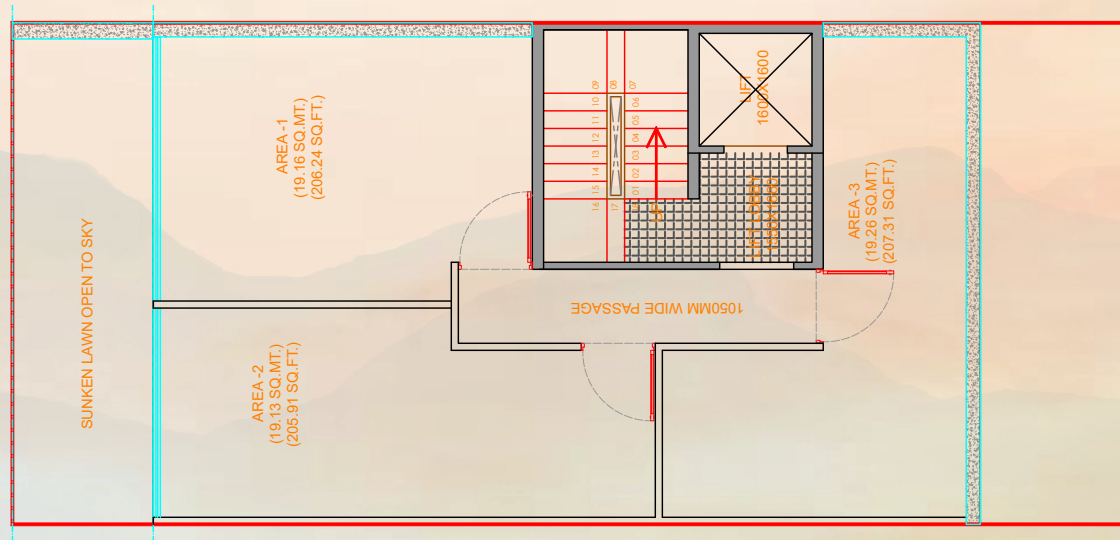 SUNKEN LAWN OPEN TO SKY
AREA -1
(19.16 SQ.MT.)
(206.24 SQ.FT.)
AREA -2
(19.13 SQ.MT.)
(205.91 SQ.FT.)
09
10
11
12
13
14
15
16
08
17
07
06
05
04
03
02
01
UP
LIFT
1600X1600
LIFT LOBBY
1050MM WIDE PASSAGE
AREA -3
(19.26 SQ.MT.)
(207.31 SQ.FT.)